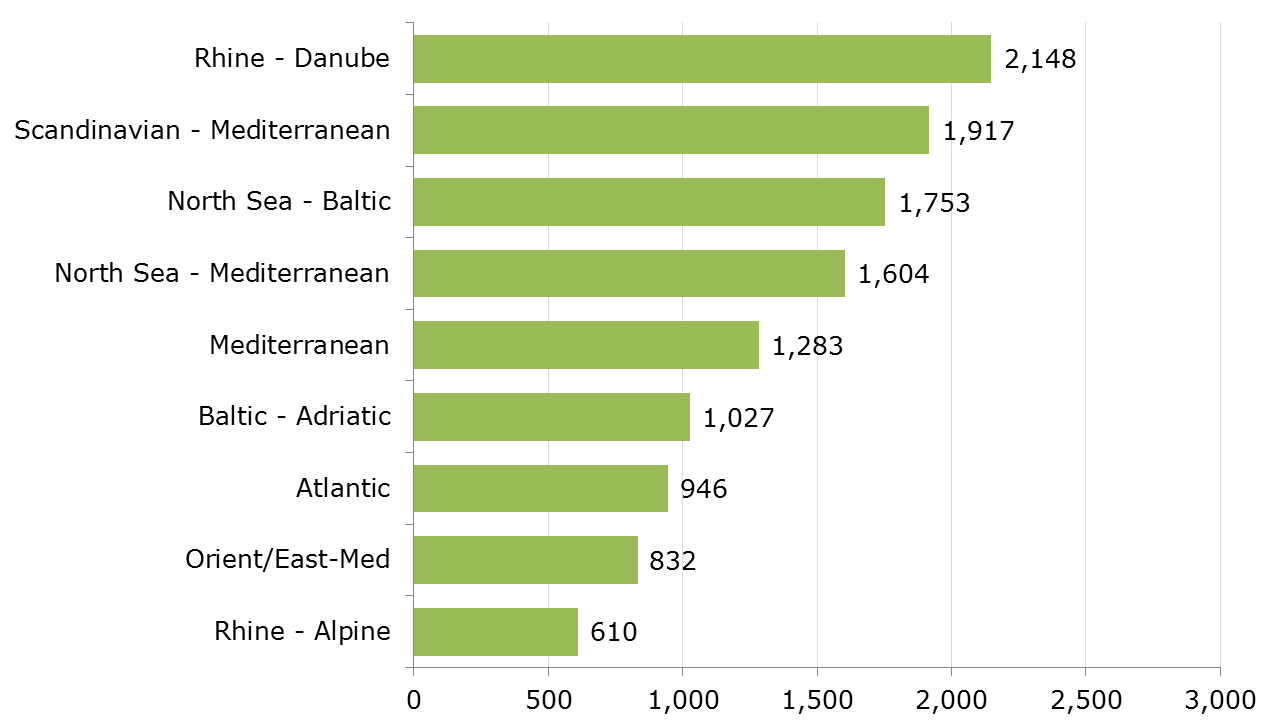 Rhine - Danube 2,148
Scandinavian - Mediterranean 1,917
North Sea - Baltic 1,753
North Sea - Mediterranean 1,604
Mediterranean 1,283
Baltic - Adriatic 1,027
Atlantic 946
Orient/East-Med 832
Rhine - Alpine 610
0 500 1,000 1,500 2,000 2,500 3,000